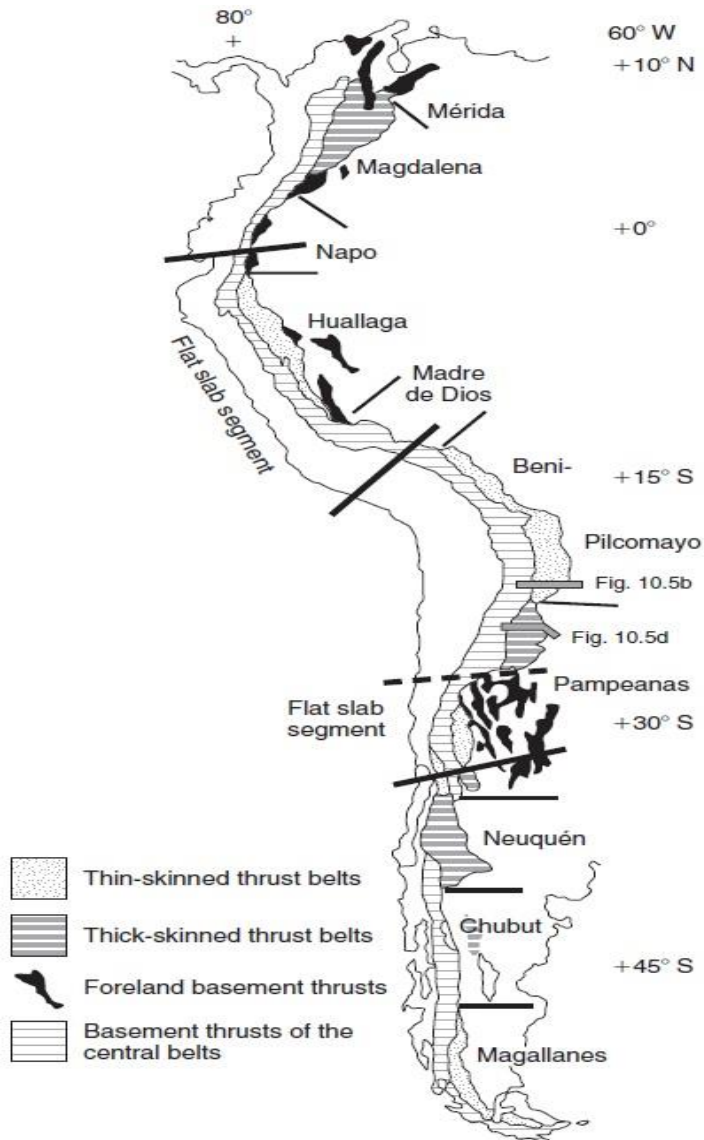 80°
+
60° W
+10° N
Mérida
Magdalena
+0°
Napo
Huallaga
Flat slab segment
Madre
de Dios
Beni-
+15° S
Pilcomayo
Fig. 10.5b
Fig. 10.5d
Pampeanas
Flat slab
segment
+30° S
Neuquén
Thin-skinned thrust belts
Thick-skinned thrust belts
Chubut
Foreland basement thrusts
+45° S
Basement thrusts of the
central belts
Magallanes